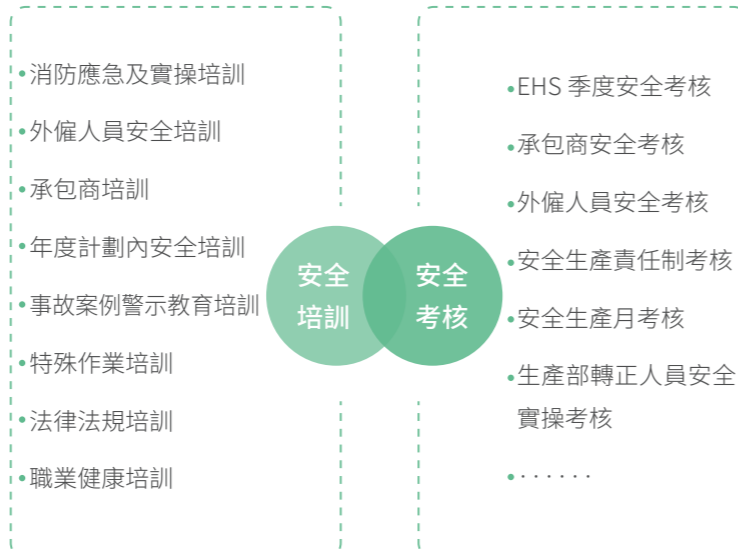 •消防應急及實操培訓
•外僱人員安全培訓
•承包商培訓
•年度計劃內安全培訓
•事故案例警示教育培訓
•特殊作業培訓
•法律法規培訓
•職業健康培訓
安全
培訓
安全
考核
•EHS 季度安全考核
•承包商安全考核
•外僱人員安全考核
•安全生產責任制考核
•安全生產月考核
•生產部轉正人員安全
實操考核
•······